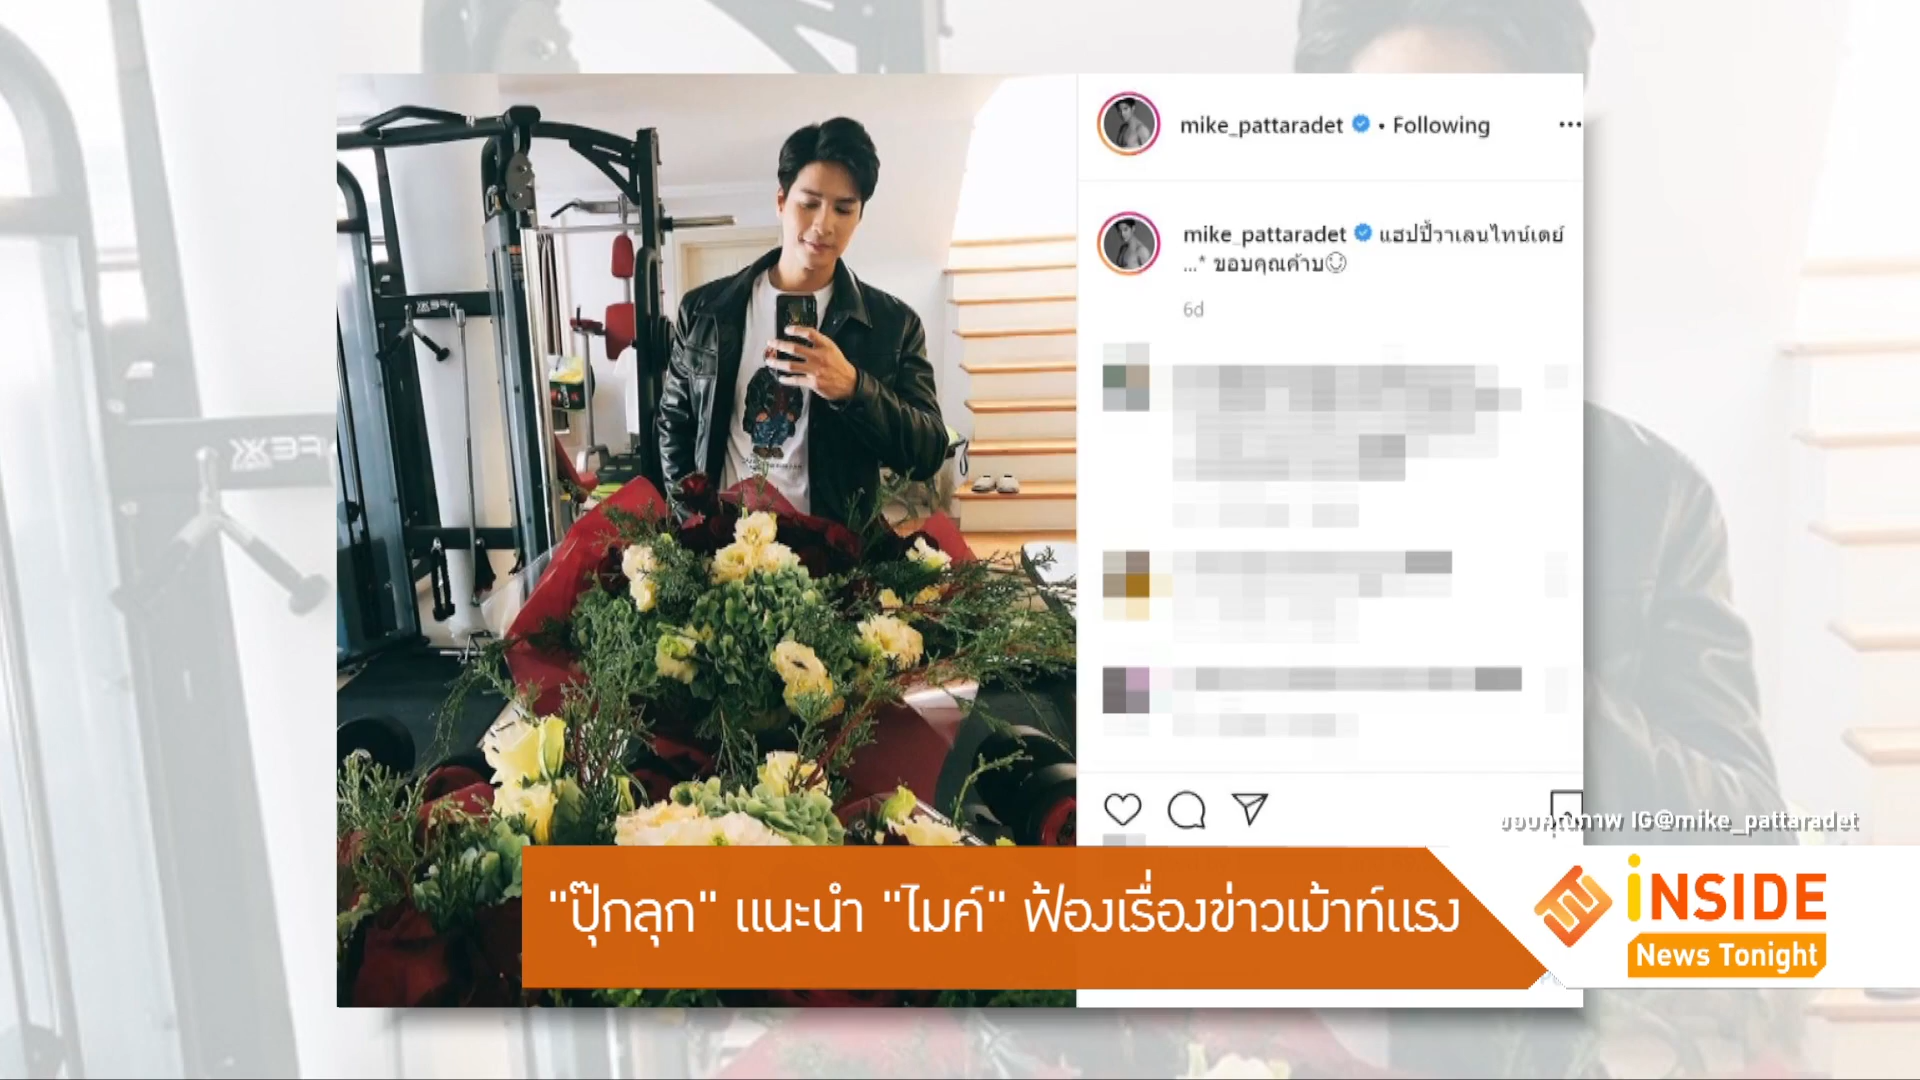 mike_pattaradet • Following
mike_pattaradet แฮปปี้วาเลนไทน์เดย์
...* ขอบคุณค้าบ
6d
ขอบคุณภาพ IG@mike_pattaradet
"ปุ๊กลุก" แนะนำ "ไมค์" ฟ้องเรื่องข่าวเม้าท์แรง
iNSIDE
News Tonight